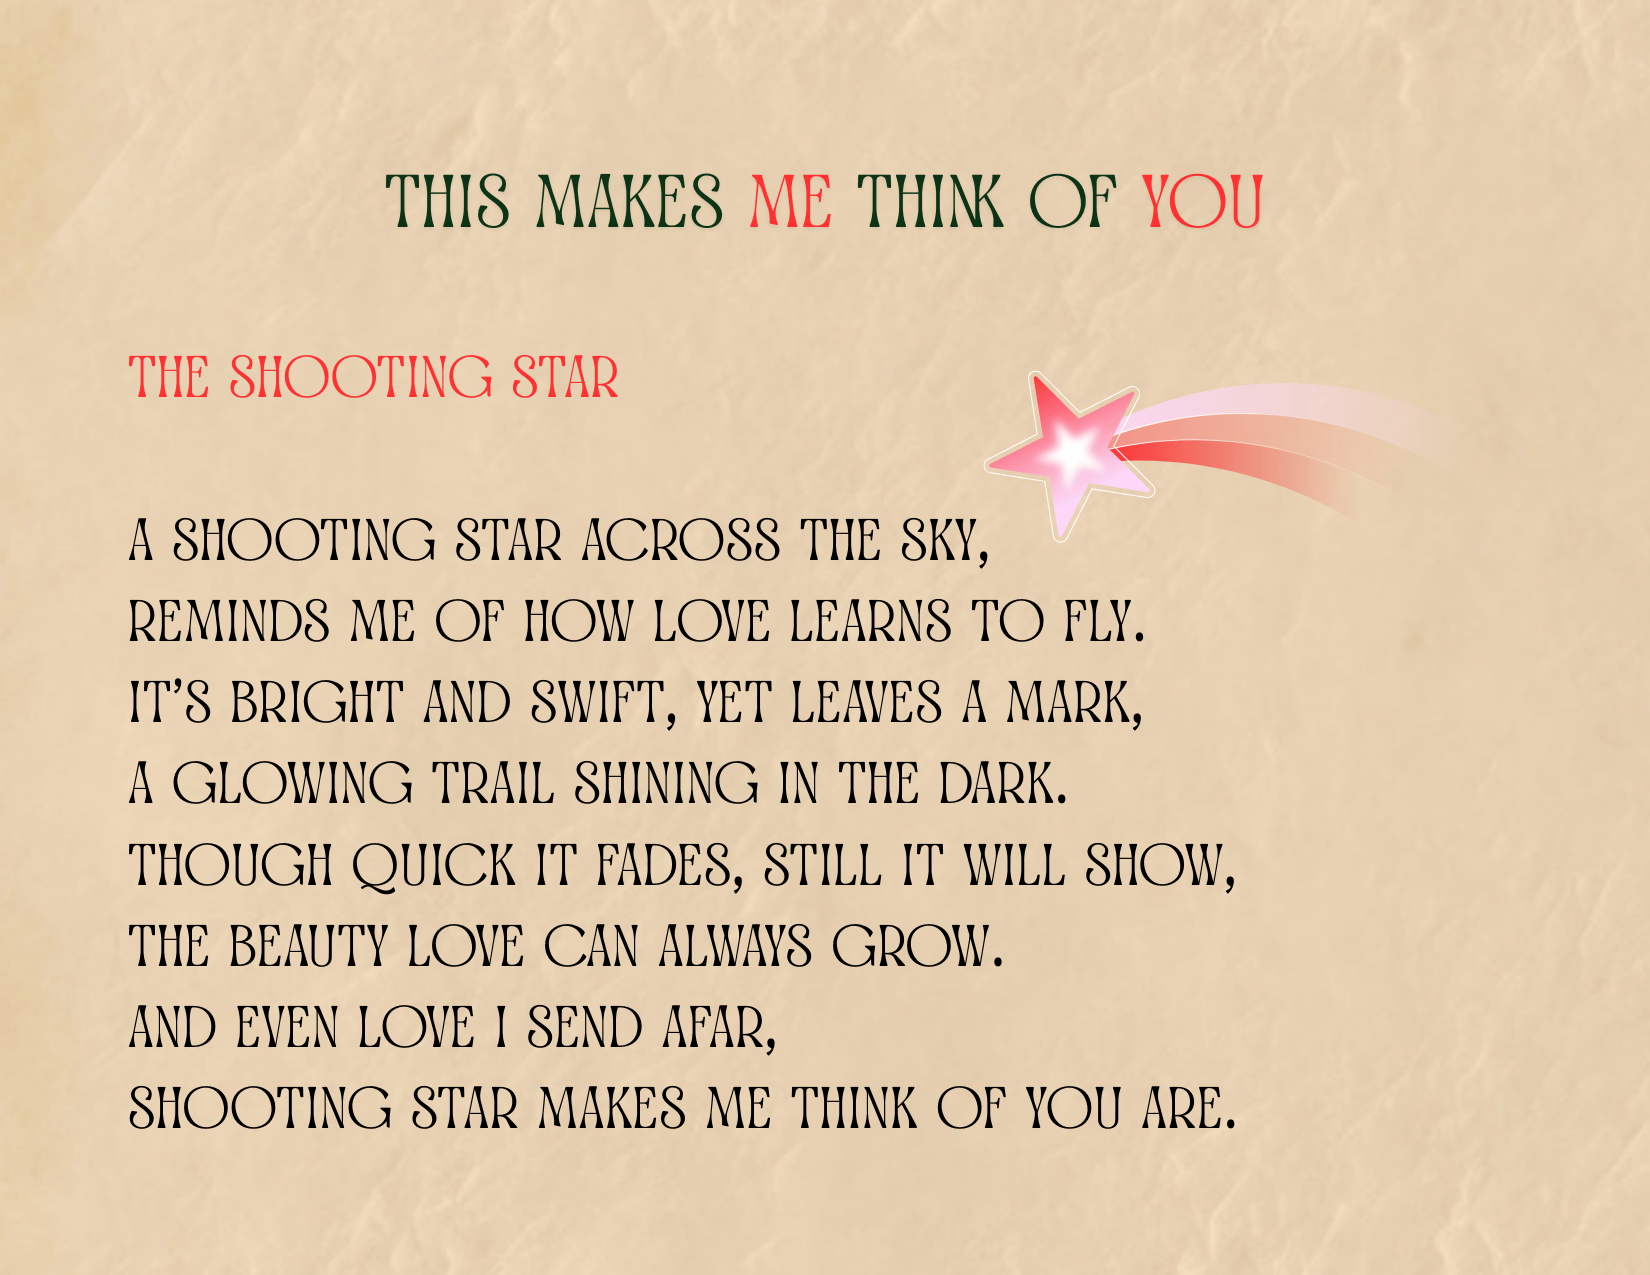 THIS MAKES ME THINK OF YOU
THE SHOOTING STAR
A SHOOTING STAR ACROSS THE SKY,
REMINDS ME OF HOW LOVE LEARNS TO FLY.
IT'S BRIGHT AND SWIFT, YET LEAVES A MARK,
A GLOWING TRAIL SHINING IN THE DARK.
THOUGH QUICK IT FADES, STILL IT WILL SHOW,
THE BEAUTY LOVE CAN ALWAYS GROW.
AND EVEN LOVE I SEND AFAR,
SHOOTING STAR MAKES ME THINK OF YOU ARE.